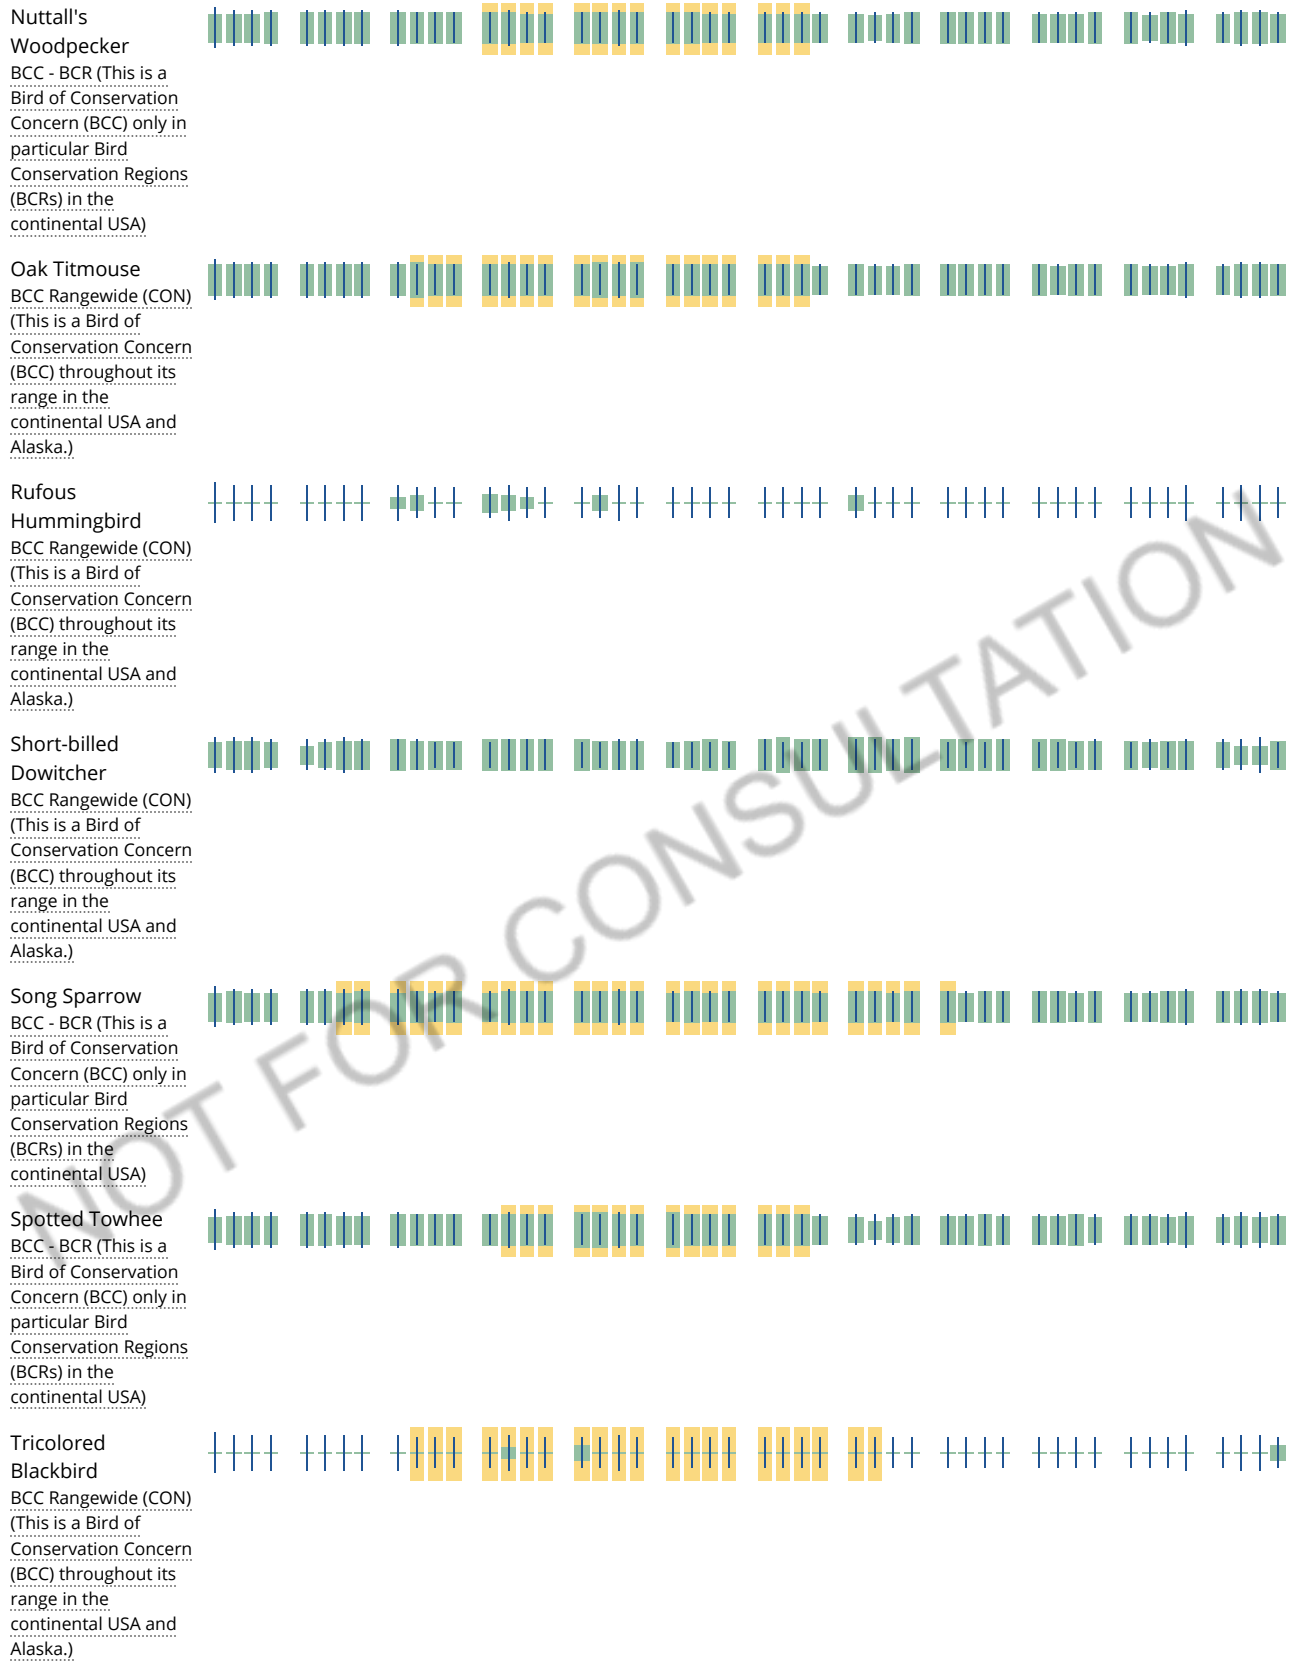 Nuttall's
Woodpecker
BCC - BCR (This is a
Bird of Conservation
Concern (BCC) only in
particular Bird
Conservation Regions
(BCRs) in the
continental USA)
Oak Titmouse
BCC Rangewide (CON)
(This is a Bird of
Conservation Concern
(BCC) throughout its
range in the
continental USA and
Alaska.)
Rufous
Hummingbird
BCC Rangewide (CON)
(This is a Bird of
Conservation Concern
(BCC) throughout its
range in the
continental USA and
Alaska.)
Short-billed
Dowitcher
BCC Rangewide (CON)
(This is a Bird of
Conservation Concern
(BCC) throughout its
range in the
continental USA and
Alaska.)
Song Sparrow
BCC - BCR (This is a
Bird of Conservation
Concern (BCC) only in
particular Bird
Conservation Regions
(BCRs) in the
continental USA)
Spotted Towhee
BCC - BCR (This is a
Bird of Conservation
Concern (BCC) only in
particular Bird
Conservation Regions
(BCRs) in the
continental USA)
Tricolored
Blackbird
BCC Rangewide (CON)
(This is a Bird of
Conservation Concern
(BCC) throughout its
range in the
continental USA and
Alaska.)
NOT FOR CONSULTATION